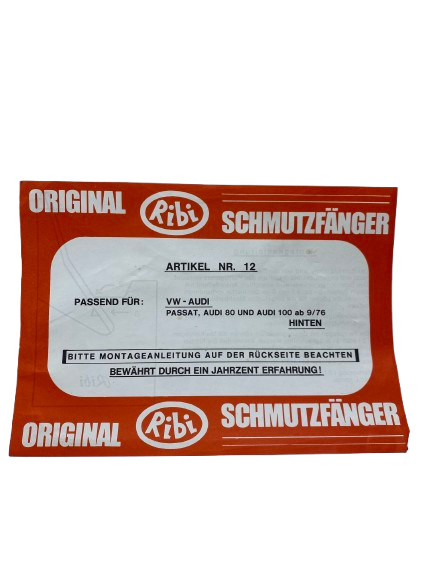 ORIGINAL Ribi SCHMUTZFÄNGER
ARTIKEL NR. 12
PASSEND FÜR: VW - AUDI
PASSAT, AUDI 80 UND AUDI 100 ab 9/76
HINTEN
BITTE MONTAGEANLEITUNG AUF DER RÜCKSEITE BEACHTEN
BEWÄHRT DURCH EIN JAHRZENT ERFAHRUNG!
ORIGINAL Ribi SCHMUTZFÄNGER